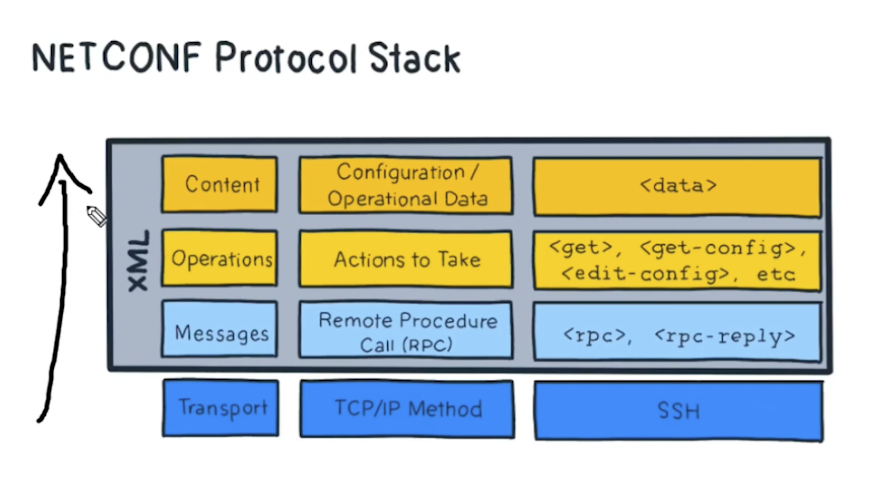 NETCONF Protocol Stack
XML
Content
Configuration /
Operational Data
<data>
Operations
Actions to Take
<get>, <get-config>,
<edit-config>, etc
Messages
Remote Procedure
Call (RPC)
<rpc>, <rpc-reply>
Transport
TCP/IP Method
SSH